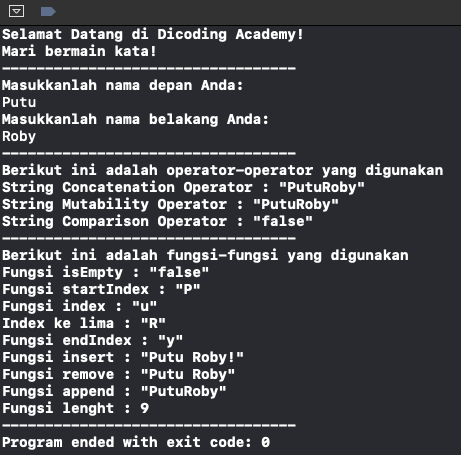 Selamat Datang di Dicoding Academy!
Mari bermain kata!
----------------------------------
Masukkanlah nama depan Anda:
Putu
Masukkanlah nama belakang Anda:
Roby
----------------------------------
Berikut ini adalah operator-operator yang digunakan
String Concatenation Operator : "PutuRoby"
String Mutability Operator : "PutuRoby"
String Comparison Operator : "false"
----------------------------------
Berikut ini adalah fungsi-fungsi yang digunakan
Fungsi isEmpty : "false"
Fungsi startIndex : "P"
Fungsi index : "u"
Index ke lima : "R"
Fungsi endIndex : "y"
Fungsi insert : "Putu Roby!"
Fungsi remove : "Putu Roby"
Fungsi append : "PutuRoby"
Fungsi lenght : 9
----------------------------------
Program ended with exit code: 0